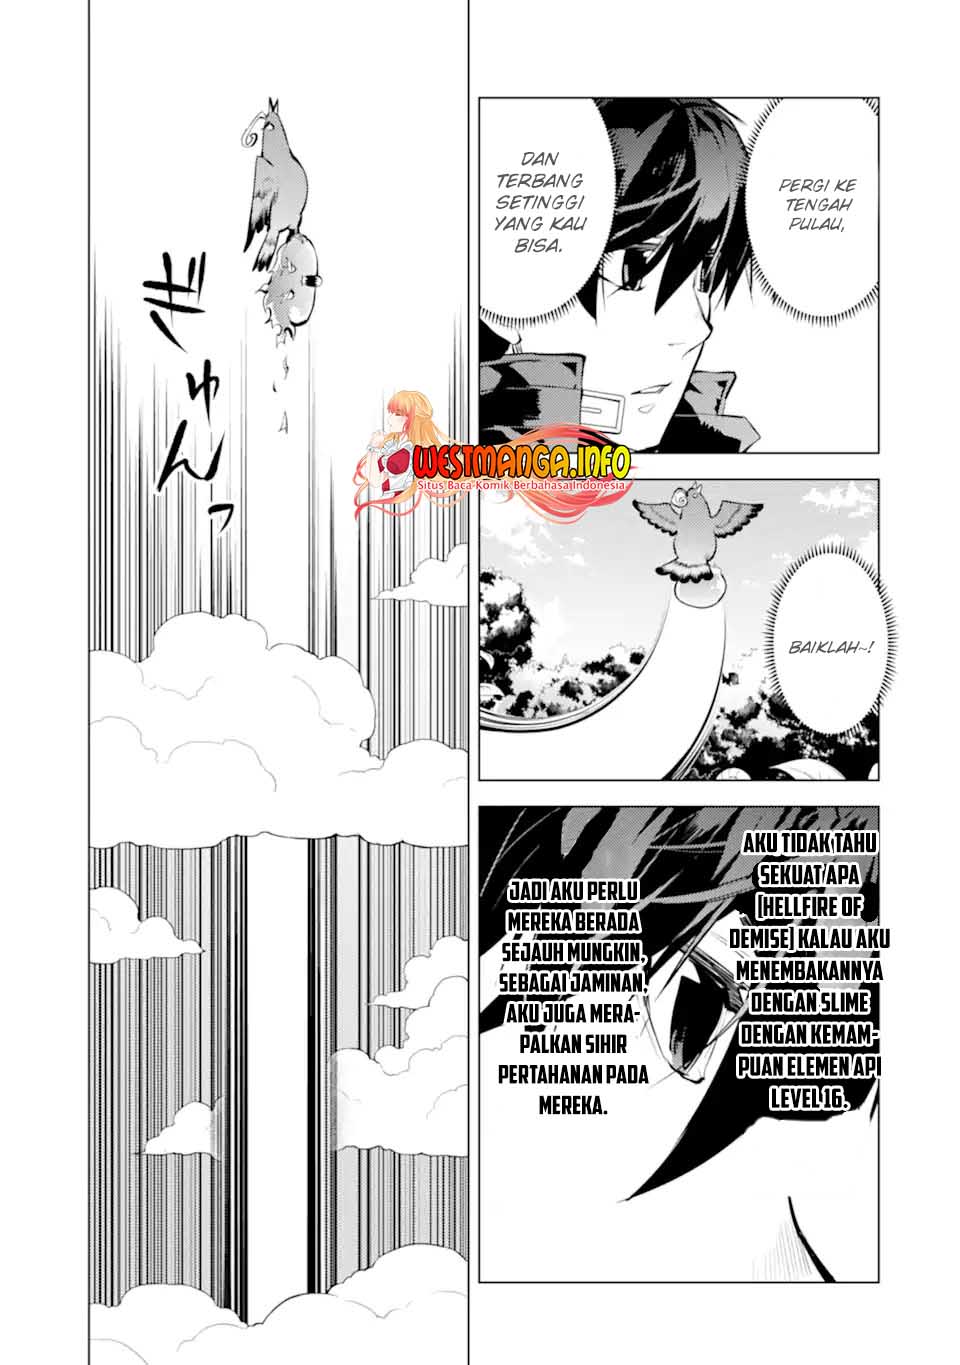 PERGI KE
TENGAH
PULAU,
DAN
TERBANG
SETINGGI
YANG KAU
BISA.
WESTMANGA.INFO
Situs Baca Komik Berbahasa Indonesia
BAIKLAH~!
AKU TIDAK TAHU
SEKUAT APA
[HELLFIRE OF
DEMISE] KALAU AKU
MENEMBAKANNYA
DENGAN SLIME
DENGAN KEMAM-
PUAN ELEMEN API
LEVEL 16.
JADI AKU PERLU
MEREKA BERADA
SEJAUH MUNGKIN,
SEBAGAI JAMINAN,
AKU JUGA MERA-
PALKAN SIHIR
PERTAHANAN PADA
MEREKA.
ぎゅんっ